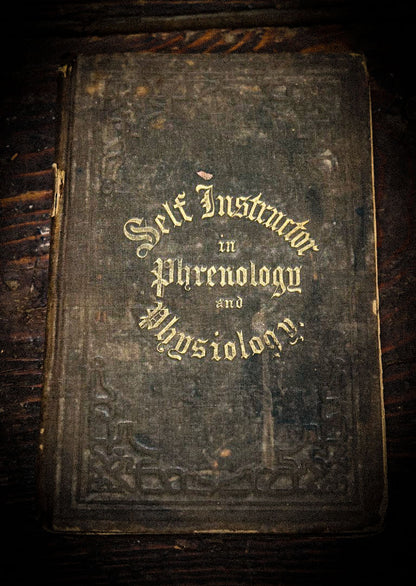 Self Instructor
in
Phrenology
and
Physiology.